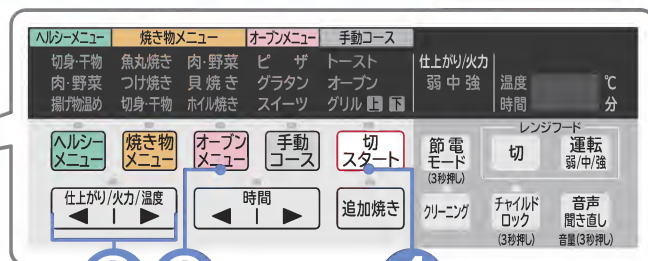 ヘルシーメニュー 焼き物メニュー オーブンメニュー 手動コース
切身・干物 魚丸焼き 肉・野菜 ピザ トースト
肉・野菜 つけ焼き 貝焼き グラタン オーブン
揚げ物温め 切身・干物 ホイル焼き スイーツ グリル 上 下
仕上がり/火力
弱 中 強
温度 ℃
時間 分
ヘルシー
メニュー
焼き物
メニュー
オーブン
メニュー
手動
コース
切
スタート
節電
モード
(3秒押し)
レンジフード
切
運転
弱/中/強
仕上がり/火力/温度
◀ ▶
時間
◀ ▶
追加焼き
クリーニング
チャイルド
ロック
(3秒押し)
音声
聞き直し
音量(3秒押し)